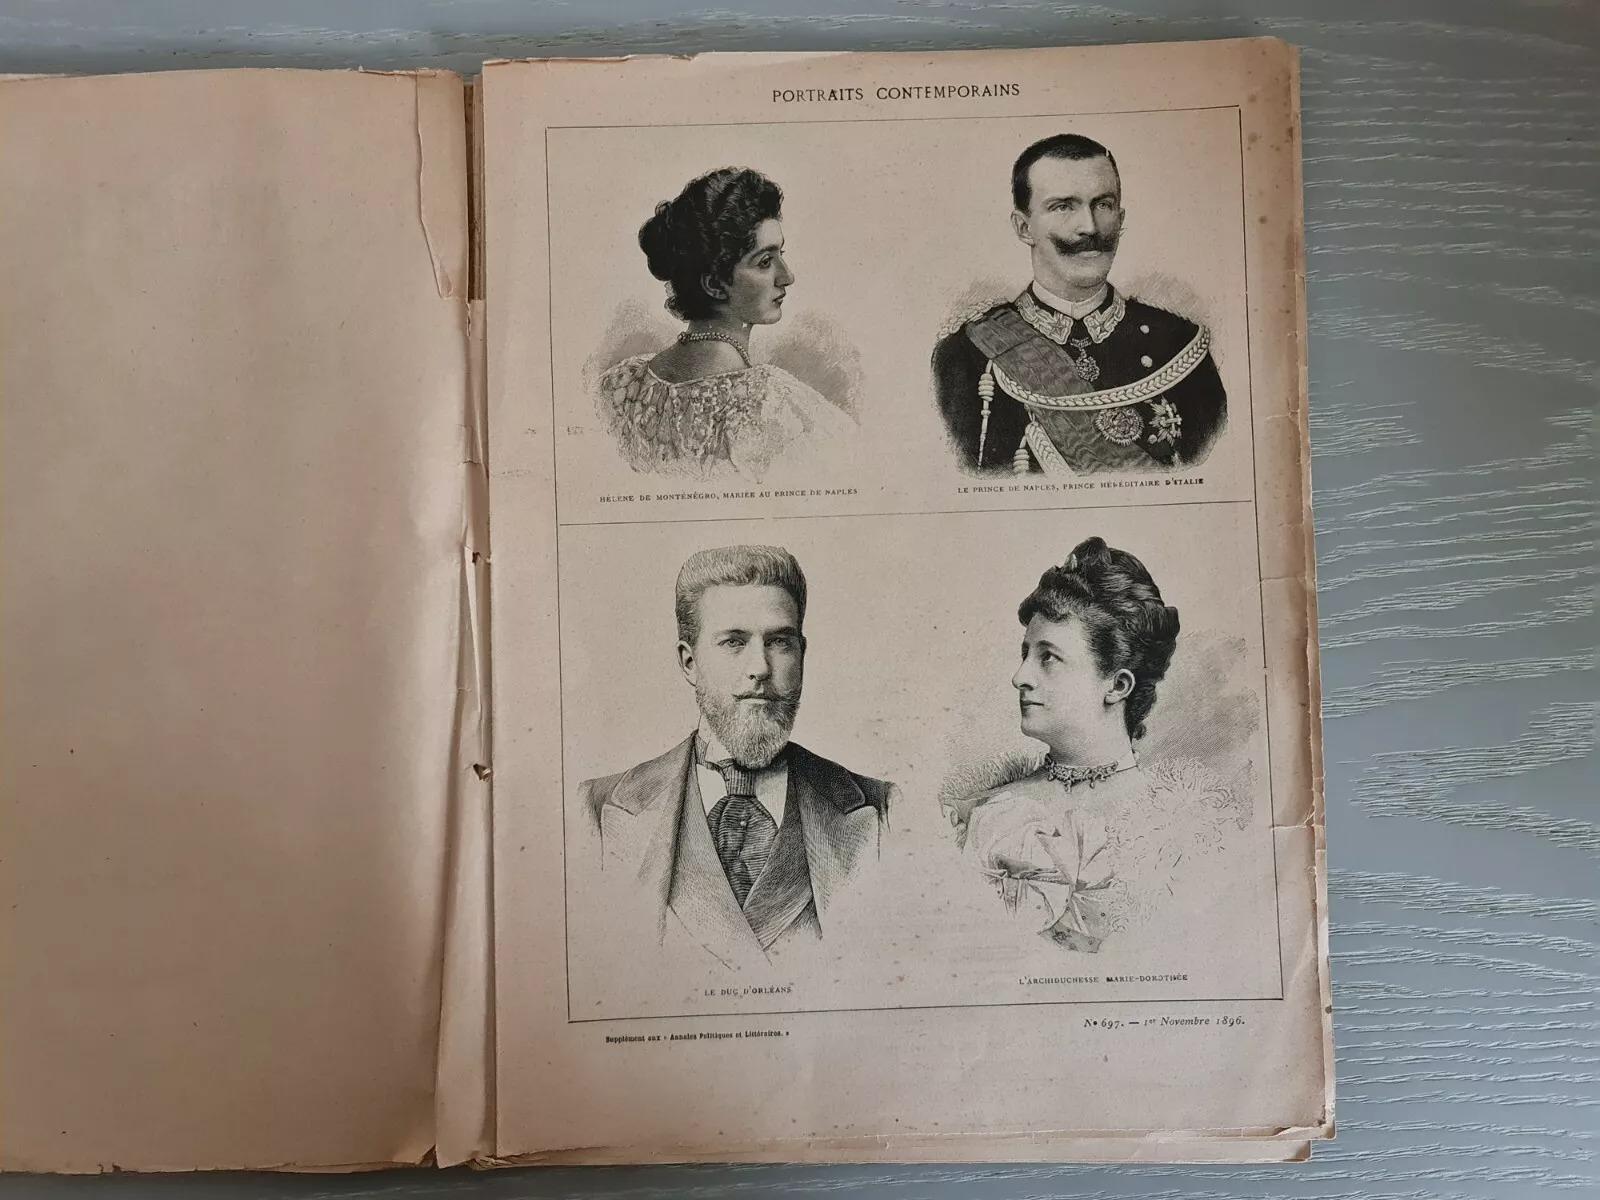 PORTRAITS CONTEMPORAINS
HÉLÈNE DE MONTÉNÉGRO, MARIÉE AU PRINCE DE NAPLES
LE PRINCE DE NAPLES, PRINCE HÉRÉDITAIRE D'ITALIE
LE DUC D'ORLÉANS
L'ARCHIDUCHESSE MARIE-DOROTHÉE
Supplément aux « Annales Politiques et Littéraires. »
No 697. — 1er Novembre 1896.